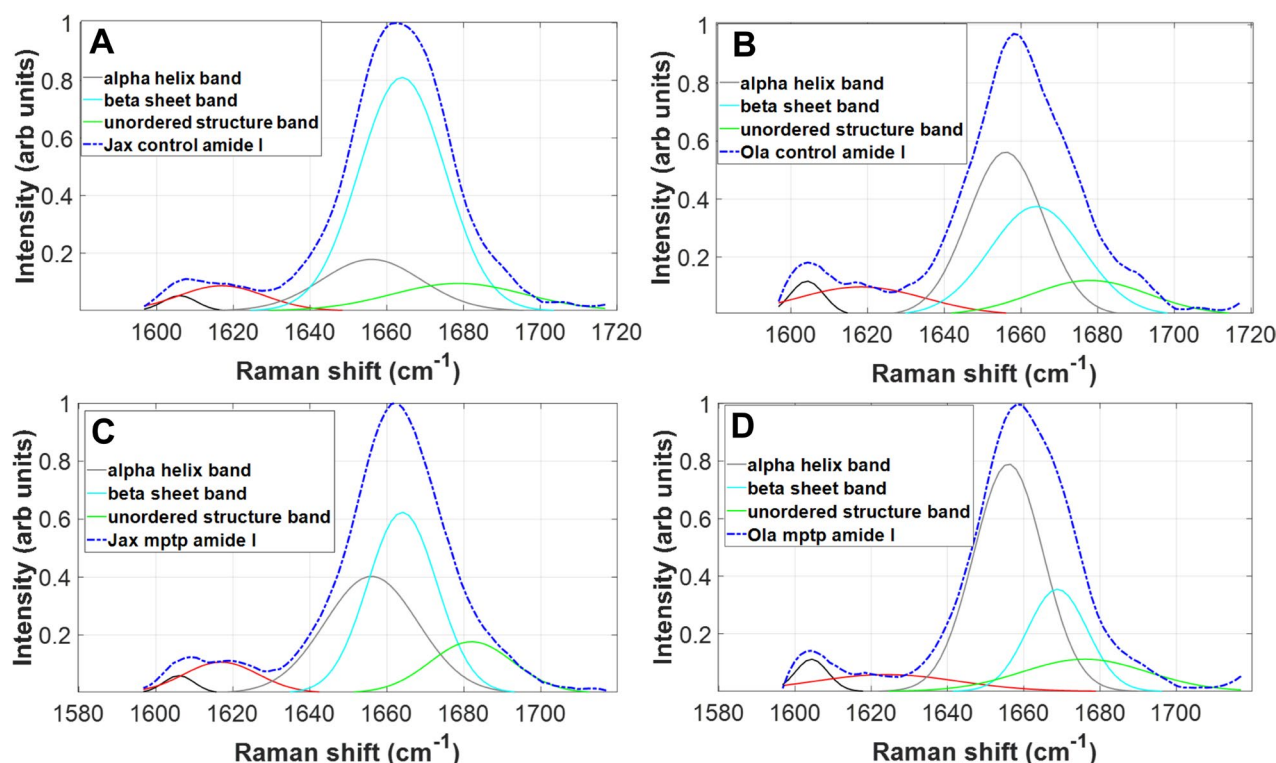 A
alpha helix band
beta sheet band
unordered structure band
Jax control amide I
Intensity (arb units)
1
0.8
0.6
0.4
0.2
1600 1620 1640 1660 1680 1700 1720
Raman shift (cm-1)
B
alpha helix band
beta sheet band
unordered structure band
Ola control amide I
Intensity (arb units)
1
0.8
0.6
0.4
0.2
1600 1620 1640 1660 1680 1700 1720
Raman shift (cm-1)
C
alpha helix band
beta sheet band
unordered structure band
Jax mptp amide I
Intensity (arb units)
1
0.8
0.6
0.4
0.2
1580 1600 1620 1640 1660 1680 1700
Raman shift (cm-1)
D
alpha helix band
beta sheet band
unordered structure band
Ola mptp amide I
Intensity (arb units)
1
0.8
0.6
0.4
0.2
1580 1600 1620 1640 1660 1680 1700
Raman shift (cm-1)